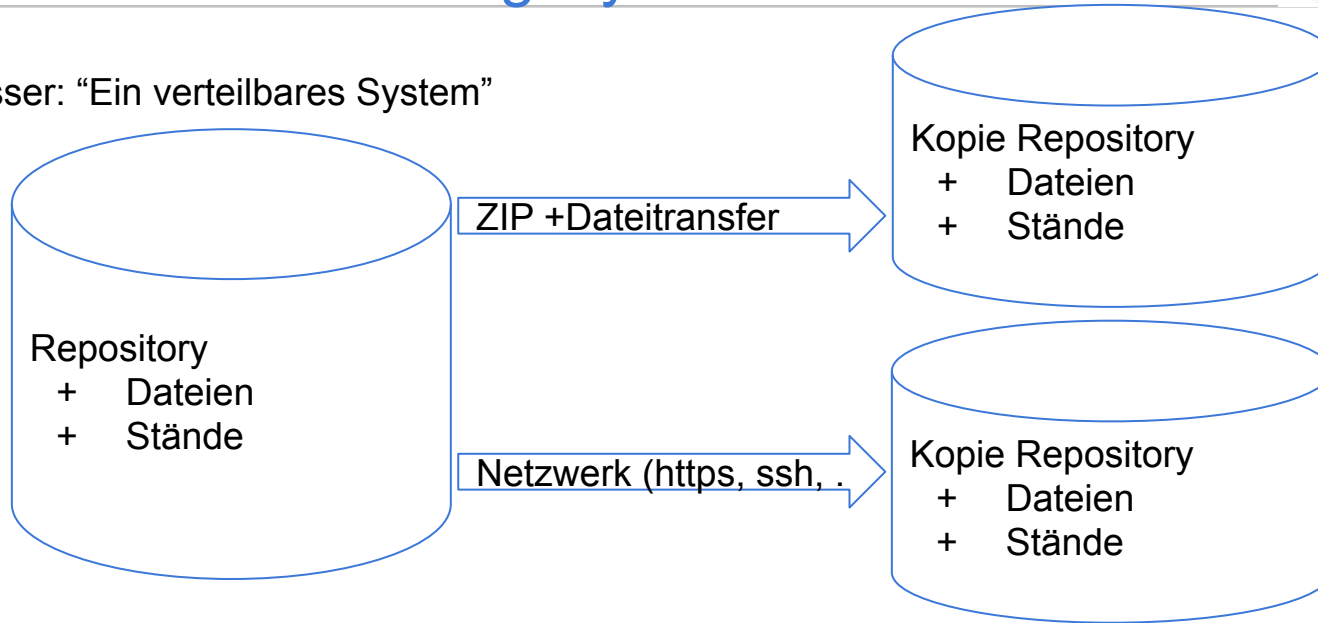 "Ein verteilbares System"
Kopie Repository
+ Dateien
+ Stände
ZIP +Dateitransfer
Repository
+ Dateien
+ Stände
Netzwerk (https, ssh, .
Kopie Repository
+ Dateien
+ Stände